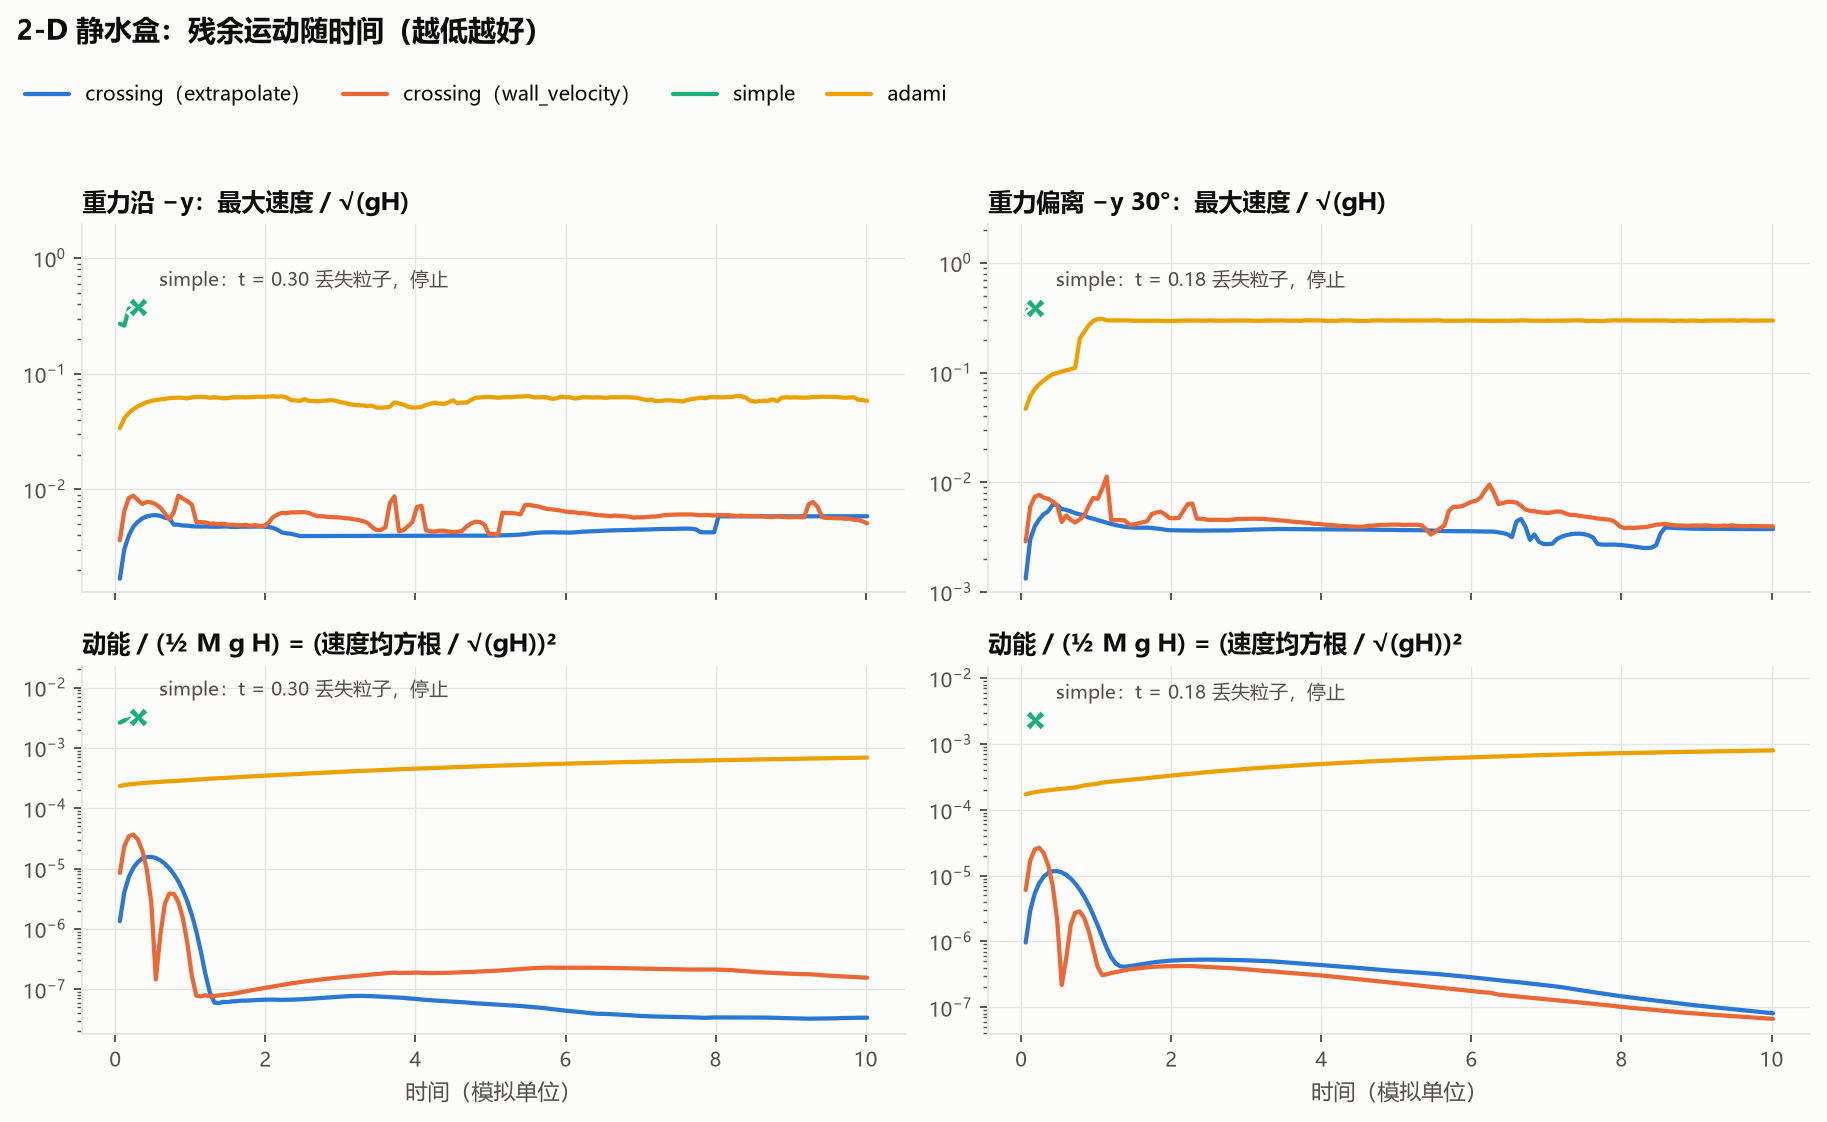 2-D 静水盒：残余运动随时间（越低越好）
crossing（extrapolate） crossing（wall_velocity） simple adami
重力沿 −y：最大速度 / √(gH)
10⁰
10⁻¹
10⁻²
simple：t = 0.30 丢失粒子，停止
重力偏离 −y 30°：最大速度 / √(gH)
10⁰
10⁻¹
10⁻²
10⁻³
simple：t = 0.18 丢失粒子，停止
动能 / (½ M g H) = (速度均方根 / √(gH))²
10⁻²
10⁻³
10⁻⁴
10⁻⁵
10⁻⁶
10⁻⁷
simple：t = 0.30 丢失粒子，停止
0 2 4 6 8 10
时间（模拟单位）
动能 / (½ M g H) = (速度均方根 / √(gH))²
10⁻²
10⁻³
10⁻⁴
10⁻⁵
10⁻⁶
10⁻⁷
simple：t = 0.18 丢失粒子，停止
0 2 4 6 8 10
时间（模拟单位）